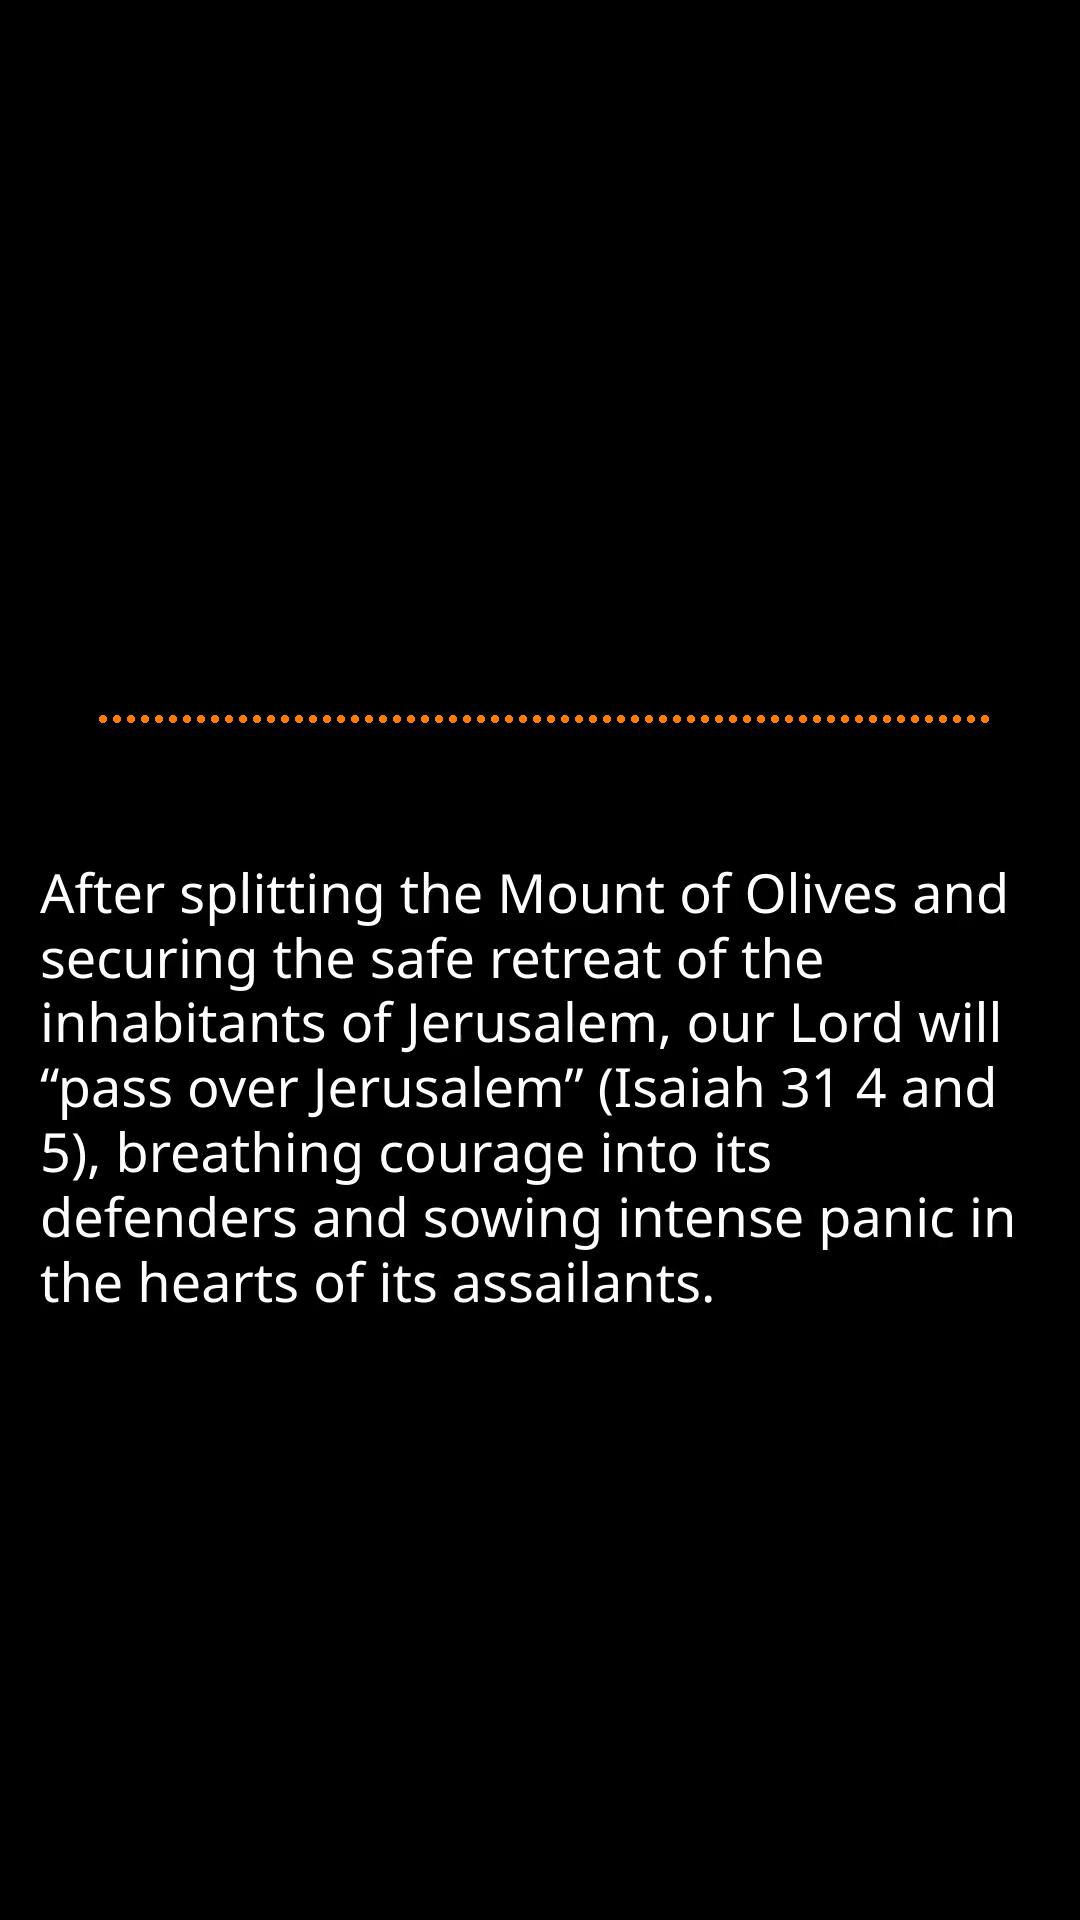 After splitting the Mount of Olives and
securing the safe retreat of the
inhabitants of Jerusalem, our Lord will
“pass over Jerusalem” (Isaiah 31 4 and
5), breathing courage into its
defenders and sowing intense panic in
the hearts of its assailants.